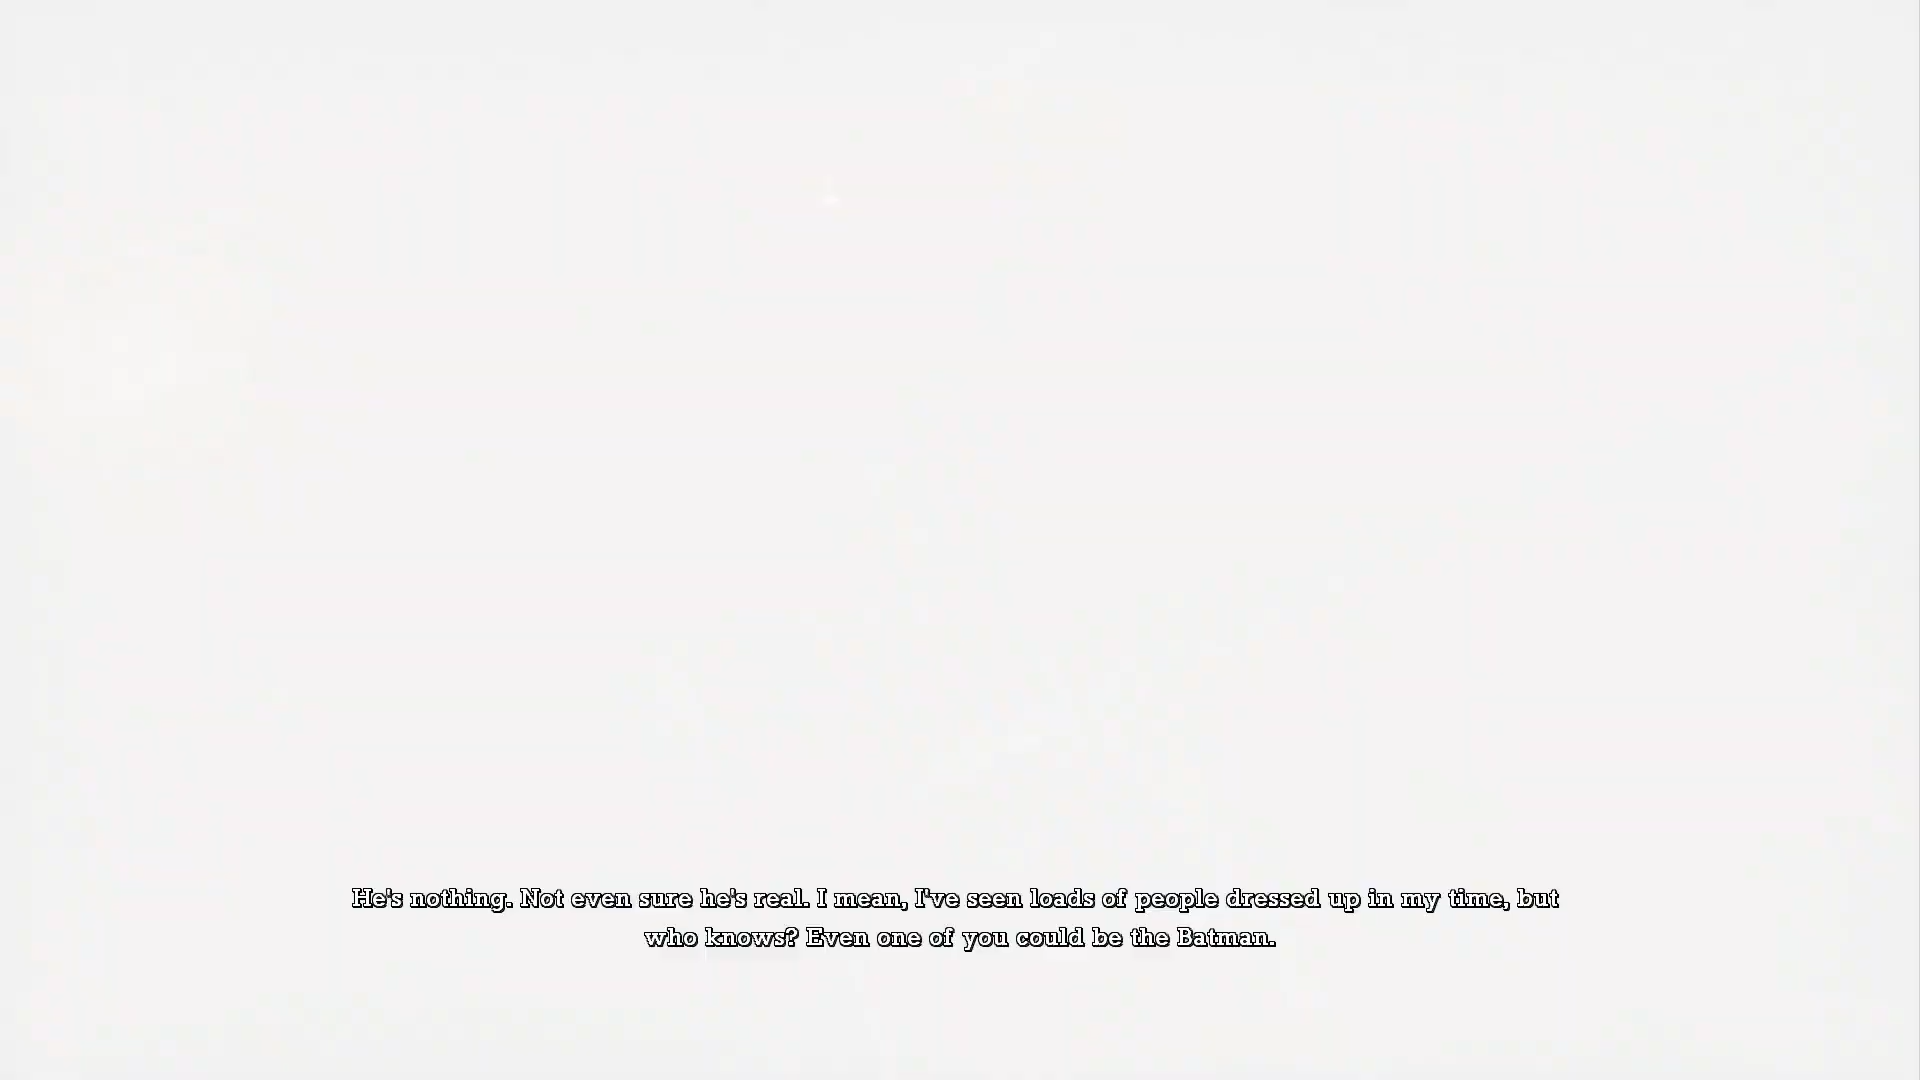 He's nothing. Not even sure he's real. I mean, I've seen loads of people dressed up in my time, but
who knows? Even one of you could be the Batman.